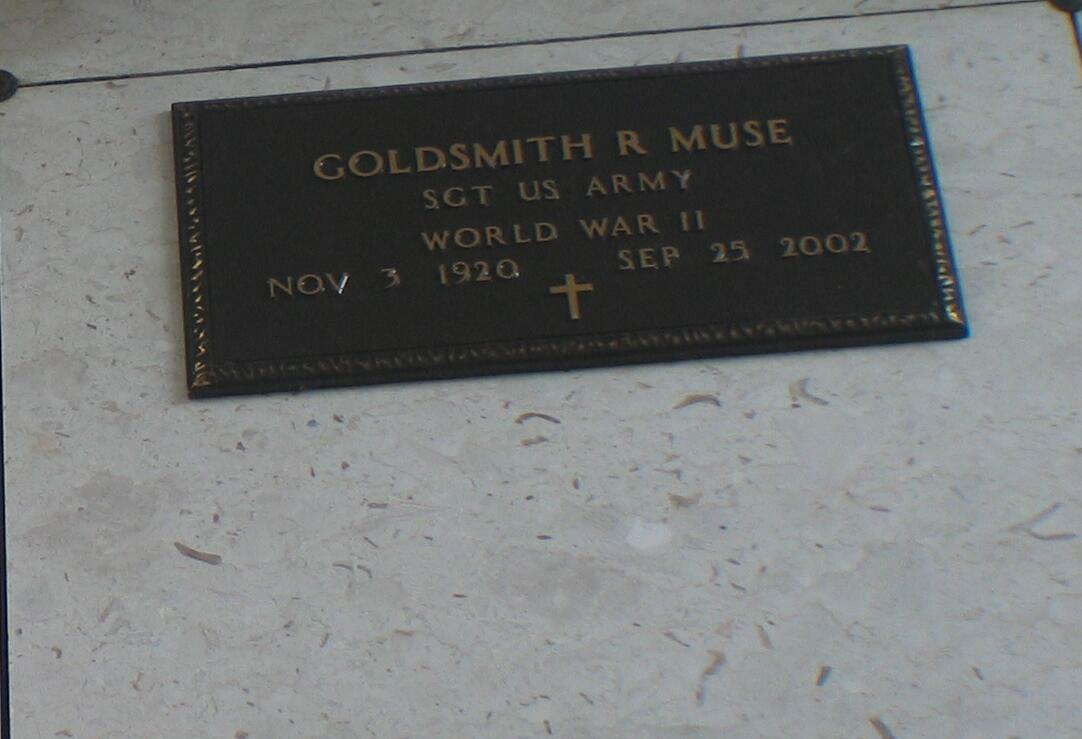 GOLDSMITH R MUSE
SGT US ARMY
WORLD WAR II
NOV 3 1920 SEP 25 2002